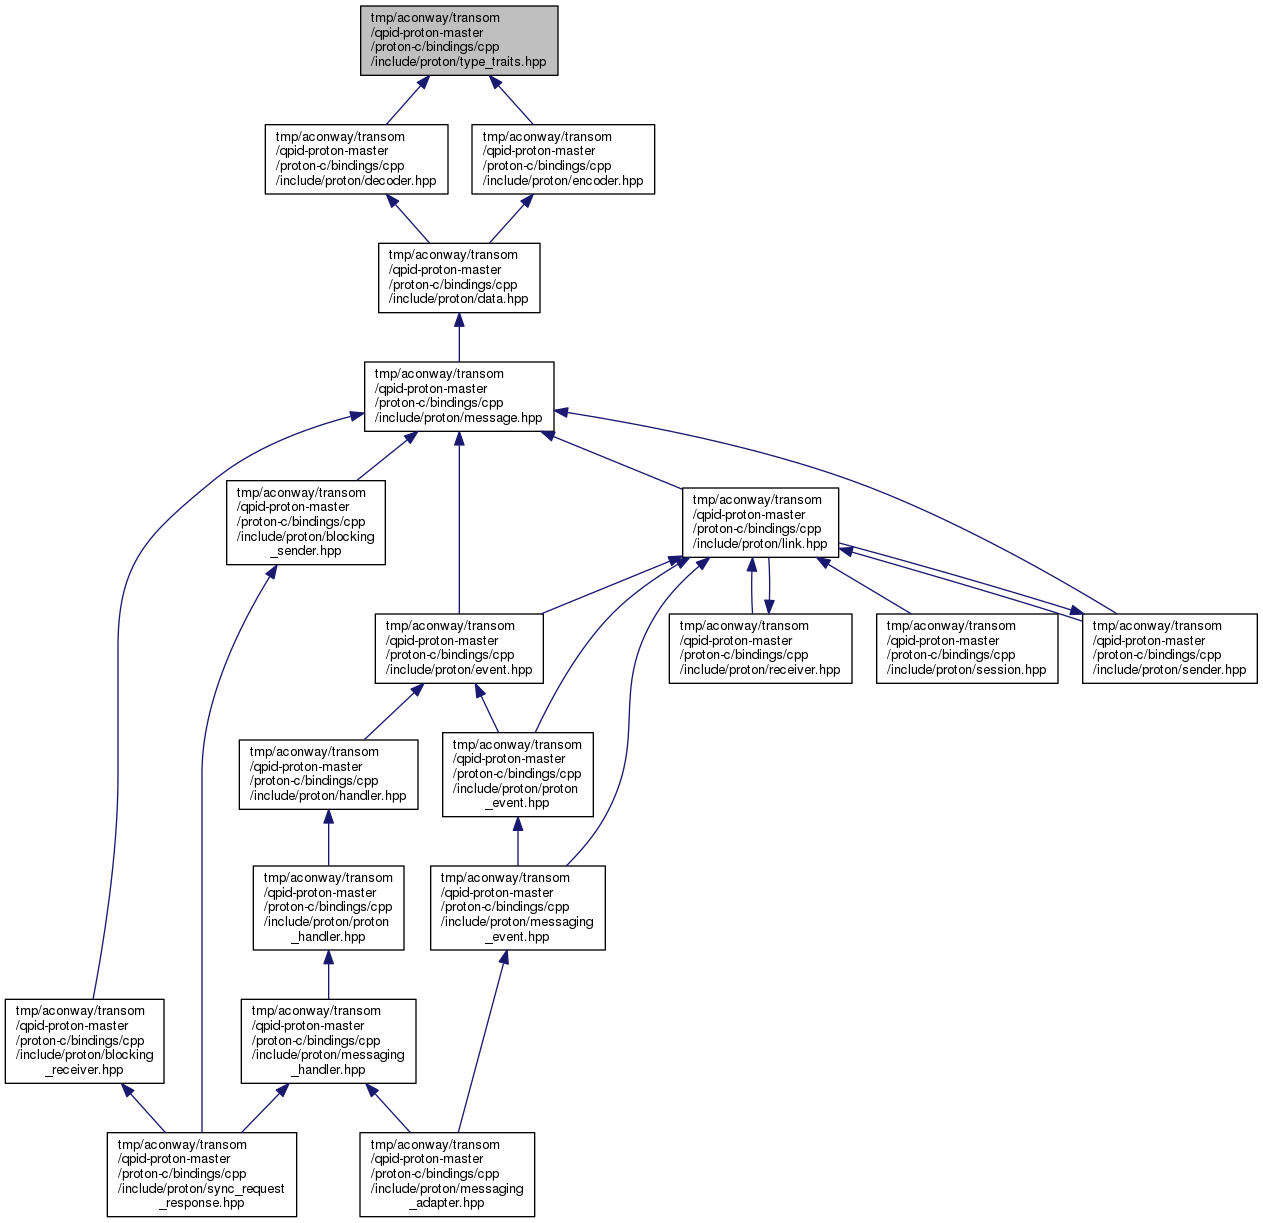 tmp/aconway/transom
/qpid-proton-master
/proton-c/bindings/cpp
/include/proton/type_traits.hpp
tmp/aconway/transom
/qpid-proton-master
/proton-c/bindings/cpp
/include/proton/decoder.hpp
tmp/aconway/transom
/qpid-proton-master
/proton-c/bindings/cpp
/include/proton/encoder.hpp
tmp/aconway/transom
/qpid-proton-master
/proton-c/bindings/cpp
/include/proton/data.hpp
tmp/aconway/transom
/qpid-proton-master
/proton-c/bindings/cpp
/include/proton/message.hpp
tmp/aconway/transom
/qpid-proton-master
/proton-c/bindings/cpp
/include/proton/blocking
_sender.hpp
tmp/aconway/transom
/qpid-proton-master
/proton-c/bindings/cpp
/include/proton/link.hpp
tmp/aconway/transom
/qpid-proton-master
/proton-c/bindings/cpp
/include/proton/event.hpp
tmp/aconway/transom
/qpid-proton-master
/proton-c/bindings/cpp
/include/proton/receiver.hpp
tmp/aconway/transom
/qpid-proton-master
/proton-c/bindings/cpp
/include/proton/session.hpp
tmp/aconway/transom
/qpid-proton-master
/proton-c/bindings/cpp
/include/proton/sender.hpp
tmp/aconway/transom
/qpid-proton-master
/proton-c/bindings/cpp
/include/proton/handler.hpp
tmp/aconway/transom
/qpid-proton-master
/proton-c/bindings/cpp
/include/proton/proton
_event.hpp
tmp/aconway/transom
/qpid-proton-master
/proton-c/bindings/cpp
/include/proton/proton
_handler.hpp
tmp/aconway/transom
/qpid-proton-master
/proton-c/bindings/cpp
/include/proton/messaging
_event.hpp
tmp/aconway/transom
/qpid-proton-master
/proton-c/bindings/cpp
/include/proton/blocking
_receiver.hpp
tmp/aconway/transom
/qpid-proton-master
/proton-c/bindings/cpp
/include/proton/messaging
_handler.hpp
tmp/aconway/transom
/qpid-proton-master
/proton-c/bindings/cpp
/include/proton/sync_request
_response.hpp
tmp/aconway/transom
/qpid-proton-master
/proton-c/bindings/cpp
/include/proton/messaging
_adapter.hpp